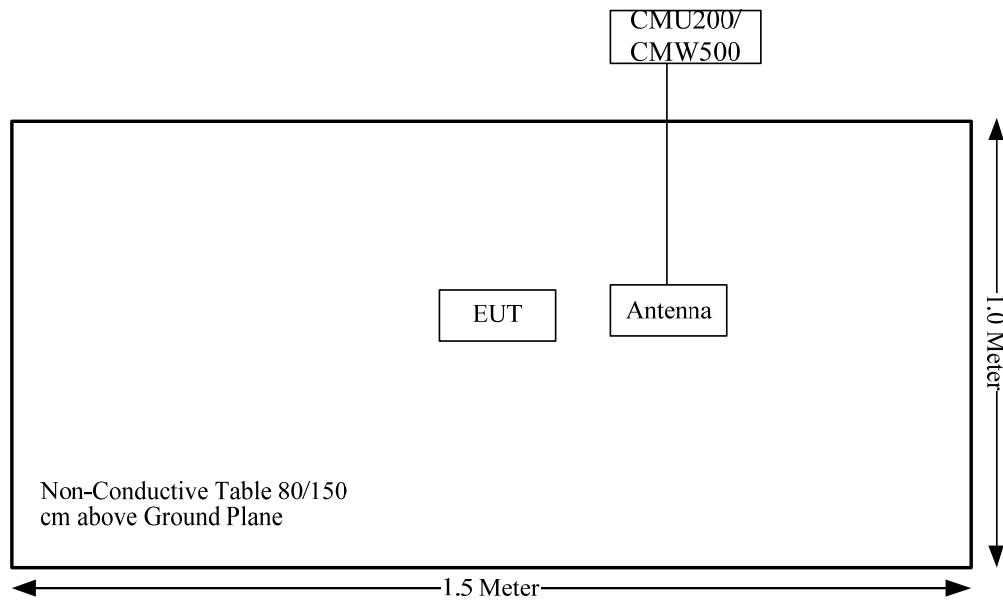 CMU200/
CMW500
EUT
Antenna
1.0 Meter
Non-Conductive Table 80/150
cm above Ground Plane
1.5 Meter